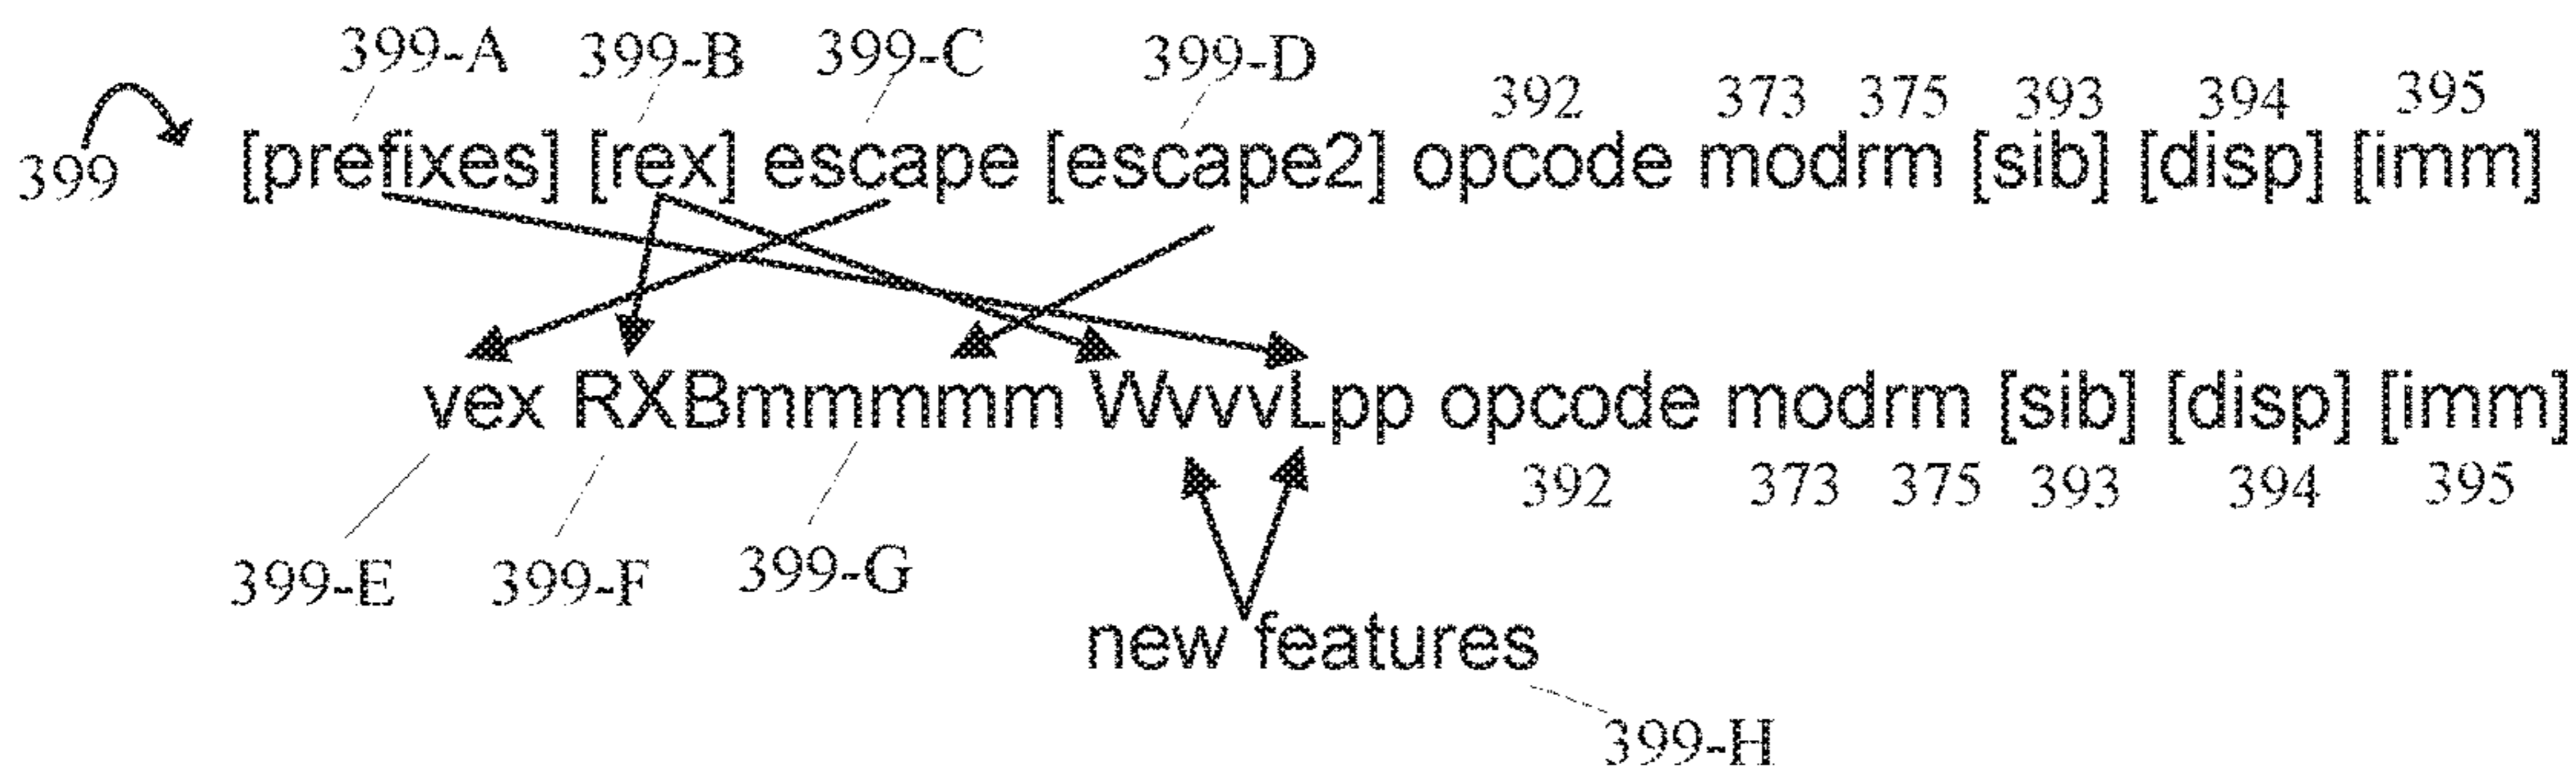 399-A 399-B 399-C 399-D
392 373 375 393 394 395
399 [prefixes] [rex] escape [escape2] opcode modrm [sib] [disp] [imm]
vex RXBmmmmm WvvvLpp opcode modrm [sib] [disp] [imm]
392 373 375 393 394 395
399-E 399-F 399-G
new features
399-H